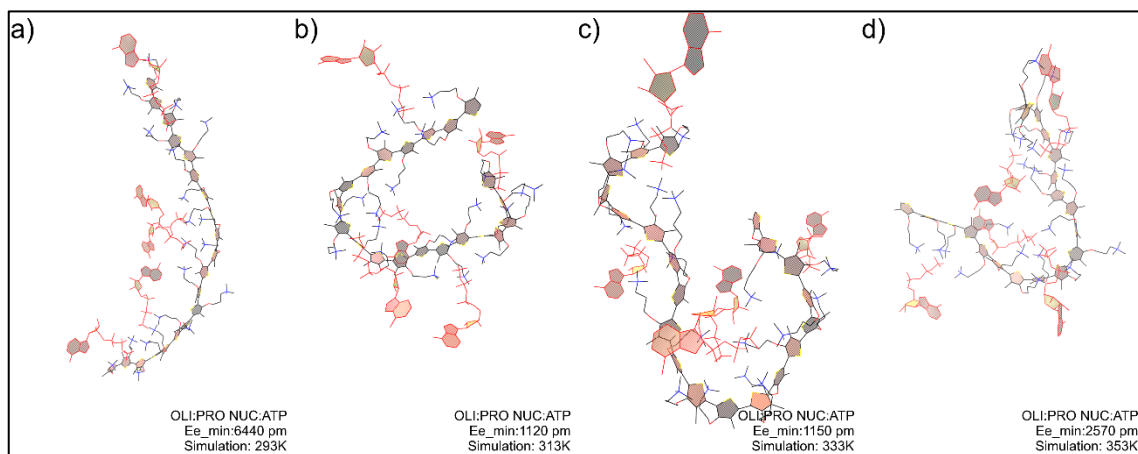 a)
b)
c)
d)
OLI:PRO NUC:ATP
Ee_min:6440 pm
Simulation: 293K
OLI:PRO NUC:ATP
Ee_min:1120 pm
Simulation: 313K
OLI:PRO NUC:ATP
Ee_min:1150 pm
Simulation: 333K
OLI:PRO NUC:ATP
Ee_min:2570 pm
Simulation: 353K